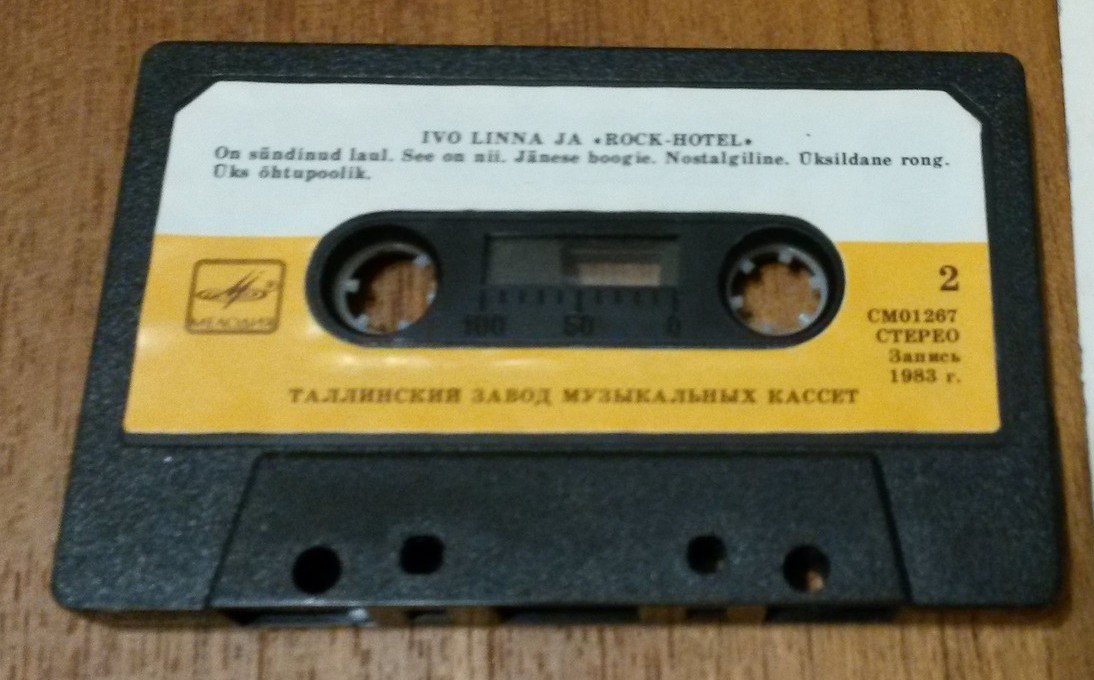 IVO LINNA JA «ROCK-HOTEL»
On sündinud laul. See on nii. Jänese boogie. Nostalgiline. Üksildane rong.
Üks õhtupoolik.
МЕЛОДИЯ
100 50 0
2
СМ01267
СТЕРЕО
Запись
1983 г.
ТАЛЛИНСКИЙ ЗАВОД МУЗЫКАЛЬНЫХ КАССЕТ